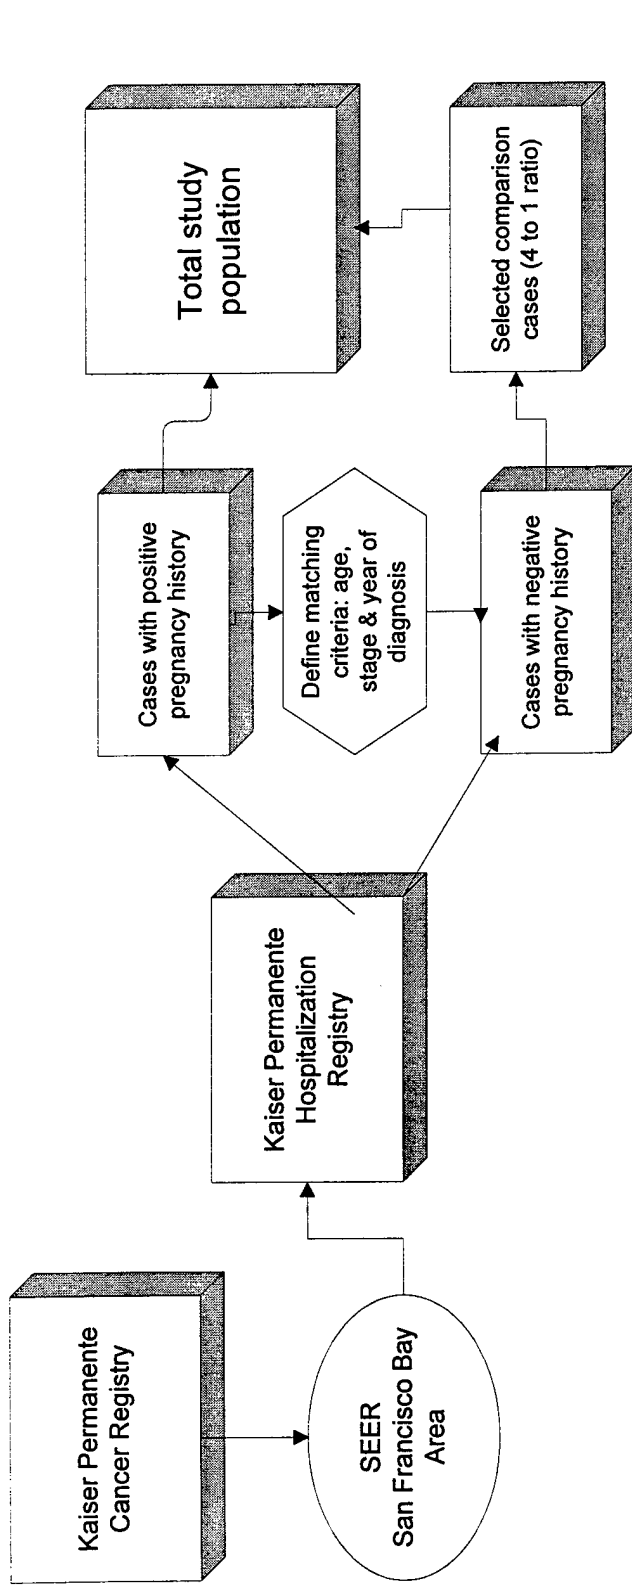 Kaiser Permanente
Cancer Registry
SEER
San Francisco Bay
Area
Kaiser Permanente
Hospitalization
Registry
Cases with positive
pregnancy history
Define matching
criteria: age,
stage & year of
diagnosis
Cases with negative
pregnancy history
Total study
population
Selected comparison
cases (4 to 1 ratio)